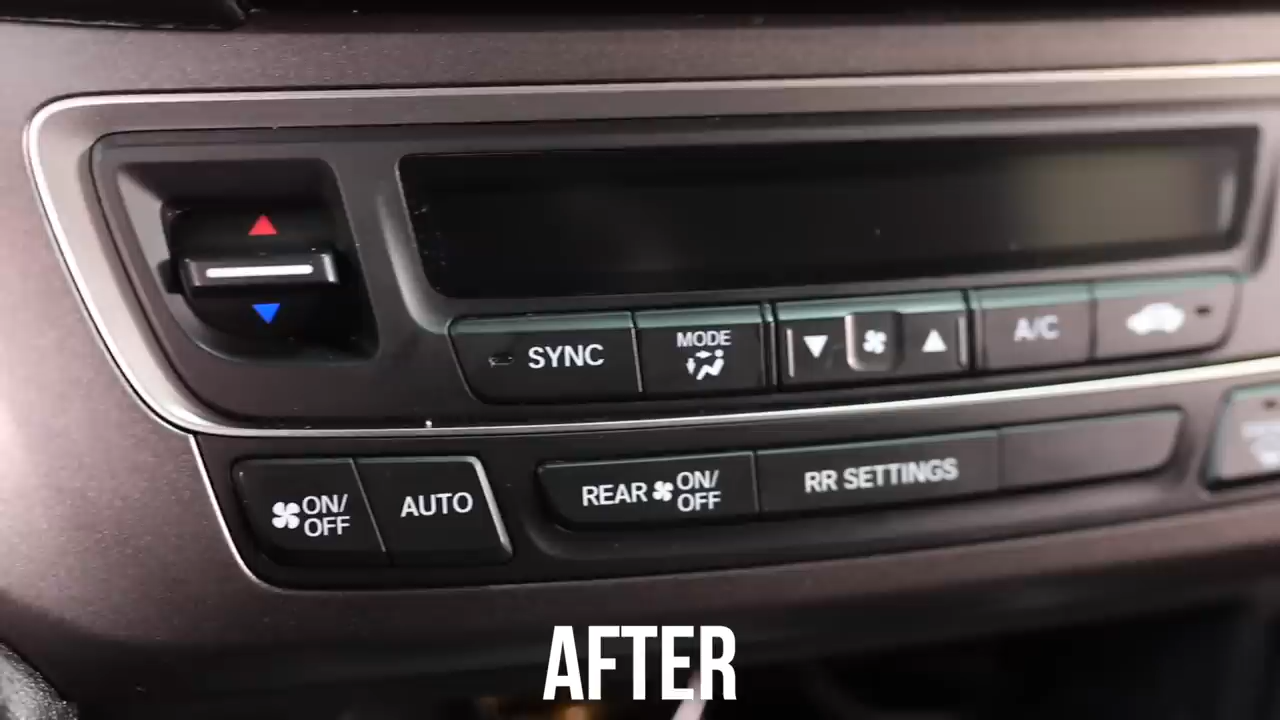 SYNC
MODE
A/C
ON/
OFF
AUTO
REAR
ON/
OFF
RR SETTINGS
AFTER